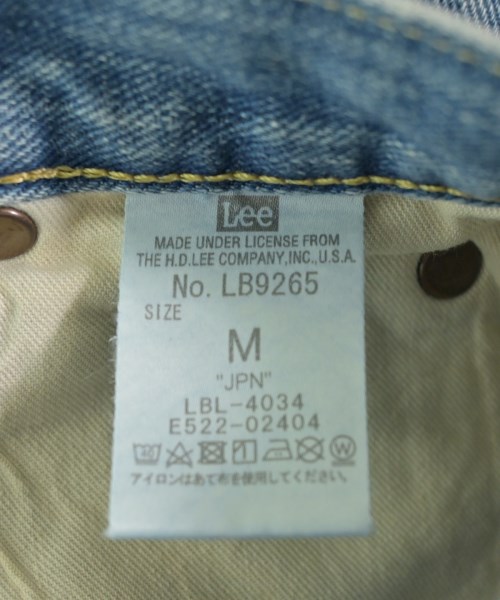 Lee
MADE UNDER LICENSE FROM
THE H.D.LEE COMPANY,INC.,U.S.A.
No. LB9265
SIZE
M
"JPN"
LBL-4034
E522-02404
アイロンはあて布を使用してください。